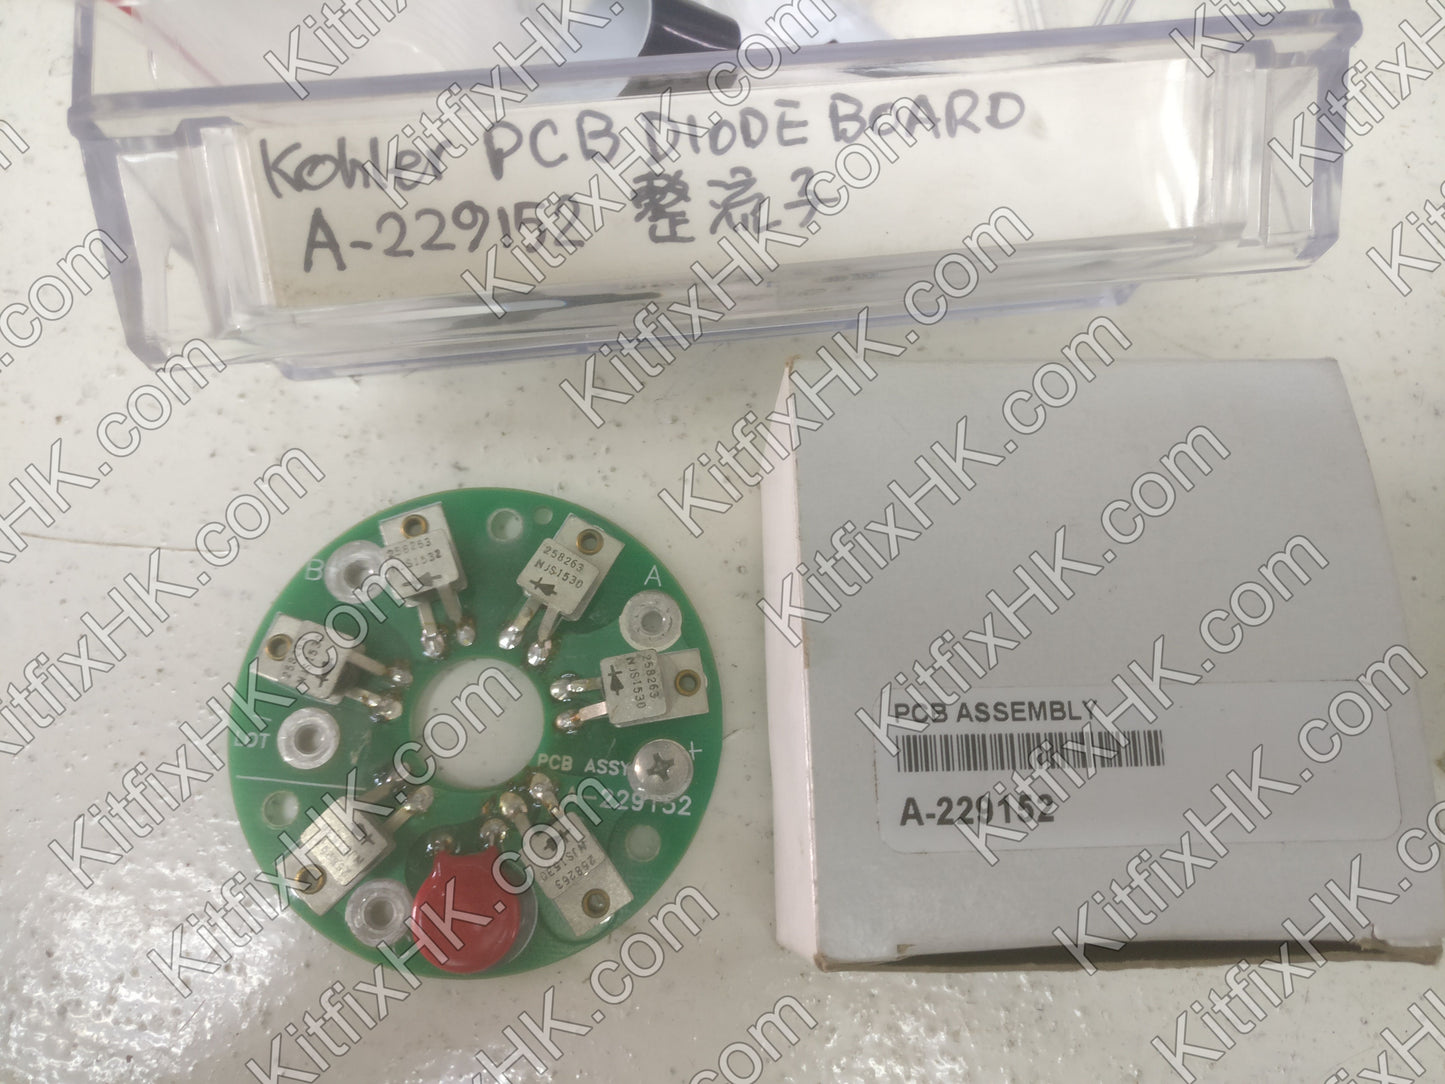 Kohler PCB DIODE BOARD
A-229152 整流子
PCB ASSEMBLY
A-229152
B
A
258263
258263
NJS1530
258263
NJS1530
LOT
+
PCB ASSY
A-229152
NJS1530
258263
KitfixHK.com